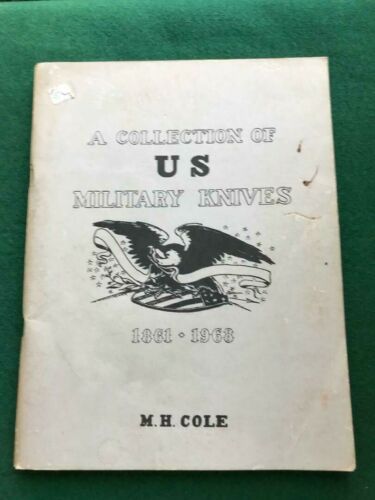 A COLLECTION OF
US
MILITARY KNIVES
1861 • 1968
M. H. COLE